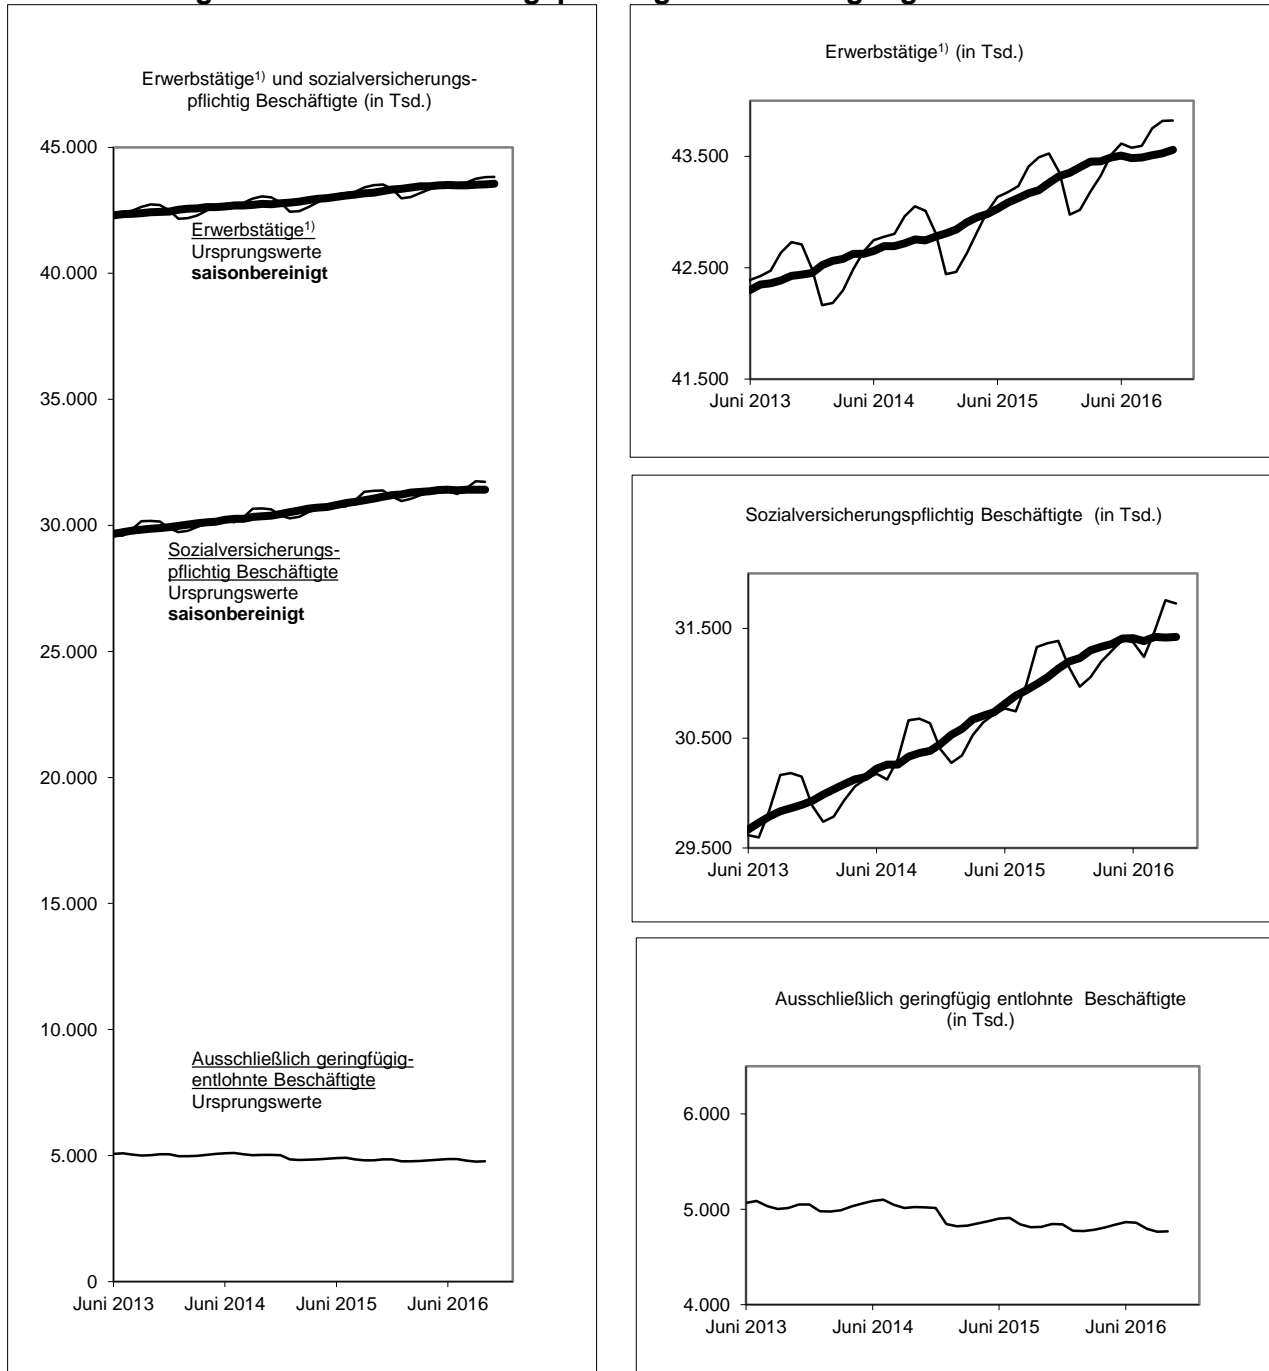 Erwerbstätige1) und sozialversicherungs-
pflichtig Beschäftigte (in Tsd.)
45.000
40.000
35.000
30.000
25.000
20.000
15.000
10.000
5.000
0
Erwerbstätige1)
Ursprungswerte
saisonbereinigt
Sozialversicherungs-
pflichtig Beschäftigte
Ursprungswerte
saisonbereinigt
Ausschließlich geringfügig-
entlohnte Beschäftigte
Ursprungswerte
Juni 2013 Juni 2014 Juni 2015 Juni 2016
Erwerbstätige1) (in Tsd.)
43.500
42.500
41.500
Juni 2013 Juni 2014 Juni 2015 Juni 2016
Sozialversicherungspflichtig Beschäftigte (in Tsd.)
31.500
30.500
29.500
Juni 2013 Juni 2014 Juni 2015 Juni 2016
Ausschließlich geringfügig entlohnte Beschäftigte
(in Tsd.)
6.000
5.000
4.000
Juni 2013 Juni 2014 Juni 2015 Juni 2016